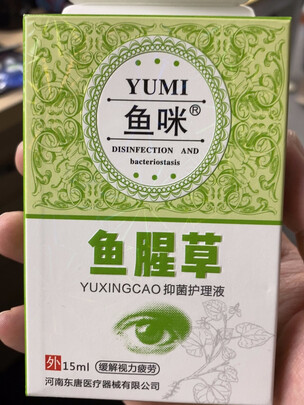 YUMI
鱼咪®
DISINFECTION AND
bacteriostasis
鱼腥草
YUXINGCAO 抑菌护理液
外 15ml 缓解视力疲劳
河南东唐医疗器械有限公司